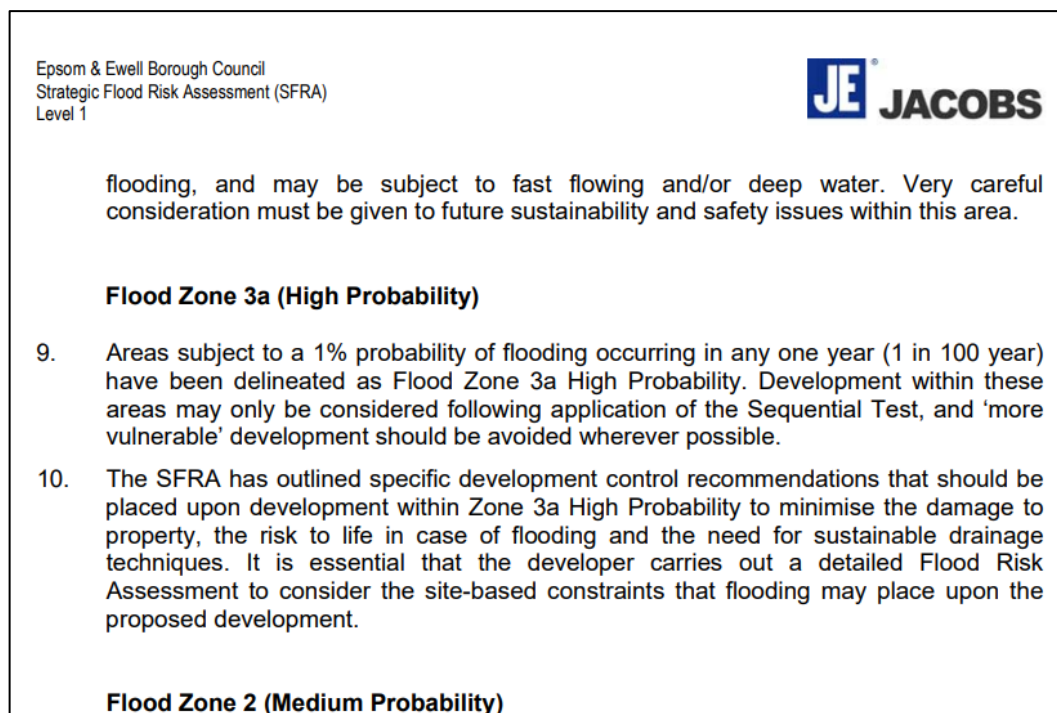 Epsom & Ewell Borough Council
Strategic Flood Risk Assessment (SFRA)
Level 1
JE® JACOBS
flooding, and may be subject to fast flowing and/or deep water. Very careful
consideration must be given to future sustainability and safety issues within this area.
Flood Zone 3a (High Probability)
9. Areas subject to a 1% probability of flooding occurring in any one year (1 in 100 year)
have been delineated as Flood Zone 3a High Probability. Development within these
areas may only be considered following application of the Sequential Test, and ‘more
vulnerable’ development should be avoided wherever possible.
10. The SFRA has outlined specific development control recommendations that should be
placed upon development within Zone 3a High Probability to minimise the damage to
property, the risk to life in case of flooding and the need for sustainable drainage
techniques. It is essential that the developer carries out a detailed Flood Risk
Assessment to consider the site-based constraints that flooding may place upon the
proposed development.
Flood Zone 2 (Medium Probability)